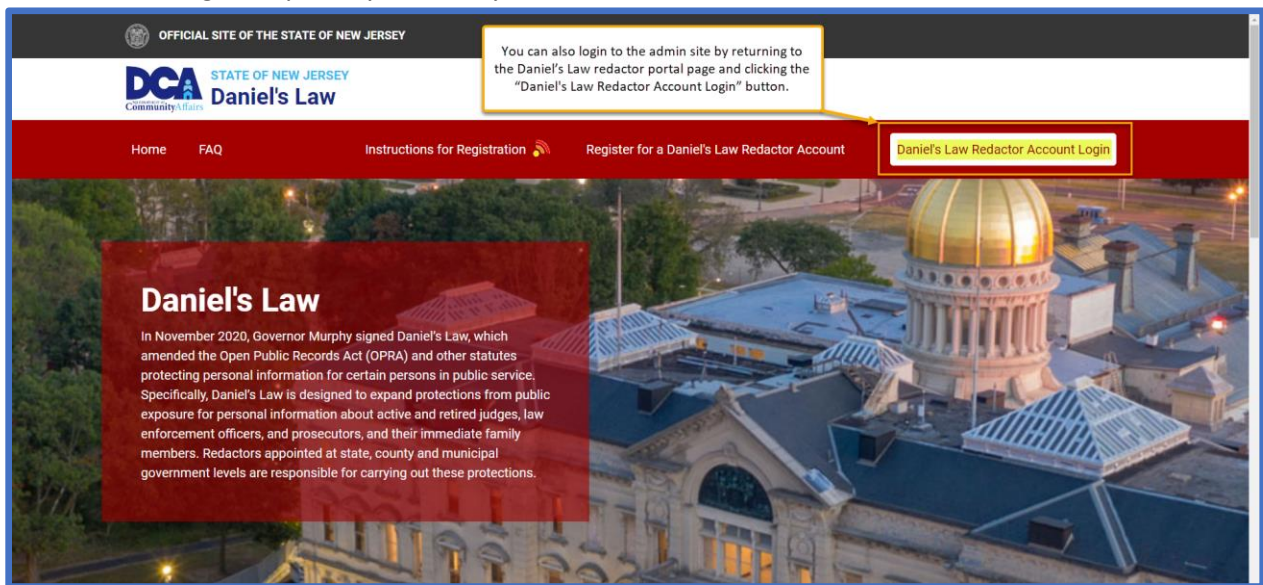 OFFICIAL SITE OF THE STATE OF NEW JERSEY
You can also login to the admin site by returning to
the Daniel's Law redactor portal page and clicking the
"Daniel's Law Redactor Account Login" button.
DCA
Community Affairs
STATE OF NEW JERSEY
Daniel's Law
Home FAQ Instructions for Registration Register for a Daniel's Law Redactor Account Daniel's Law Redactor Account Login
Daniel's Law
In November 2020, Governor Murphy signed Daniel's Law, which
amended the Open Public Records Act (OPRA) and other statutes
protecting personal information for certain persons in public service.
Specifically, Daniel's Law is designed to expand protections from public
exposure for personal information about active and retired judges, law
enforcement officers, and prosecutors, and their immediate family
members. Redactors appointed at state, county and municipal
government levels are responsible for carrying out these protections.